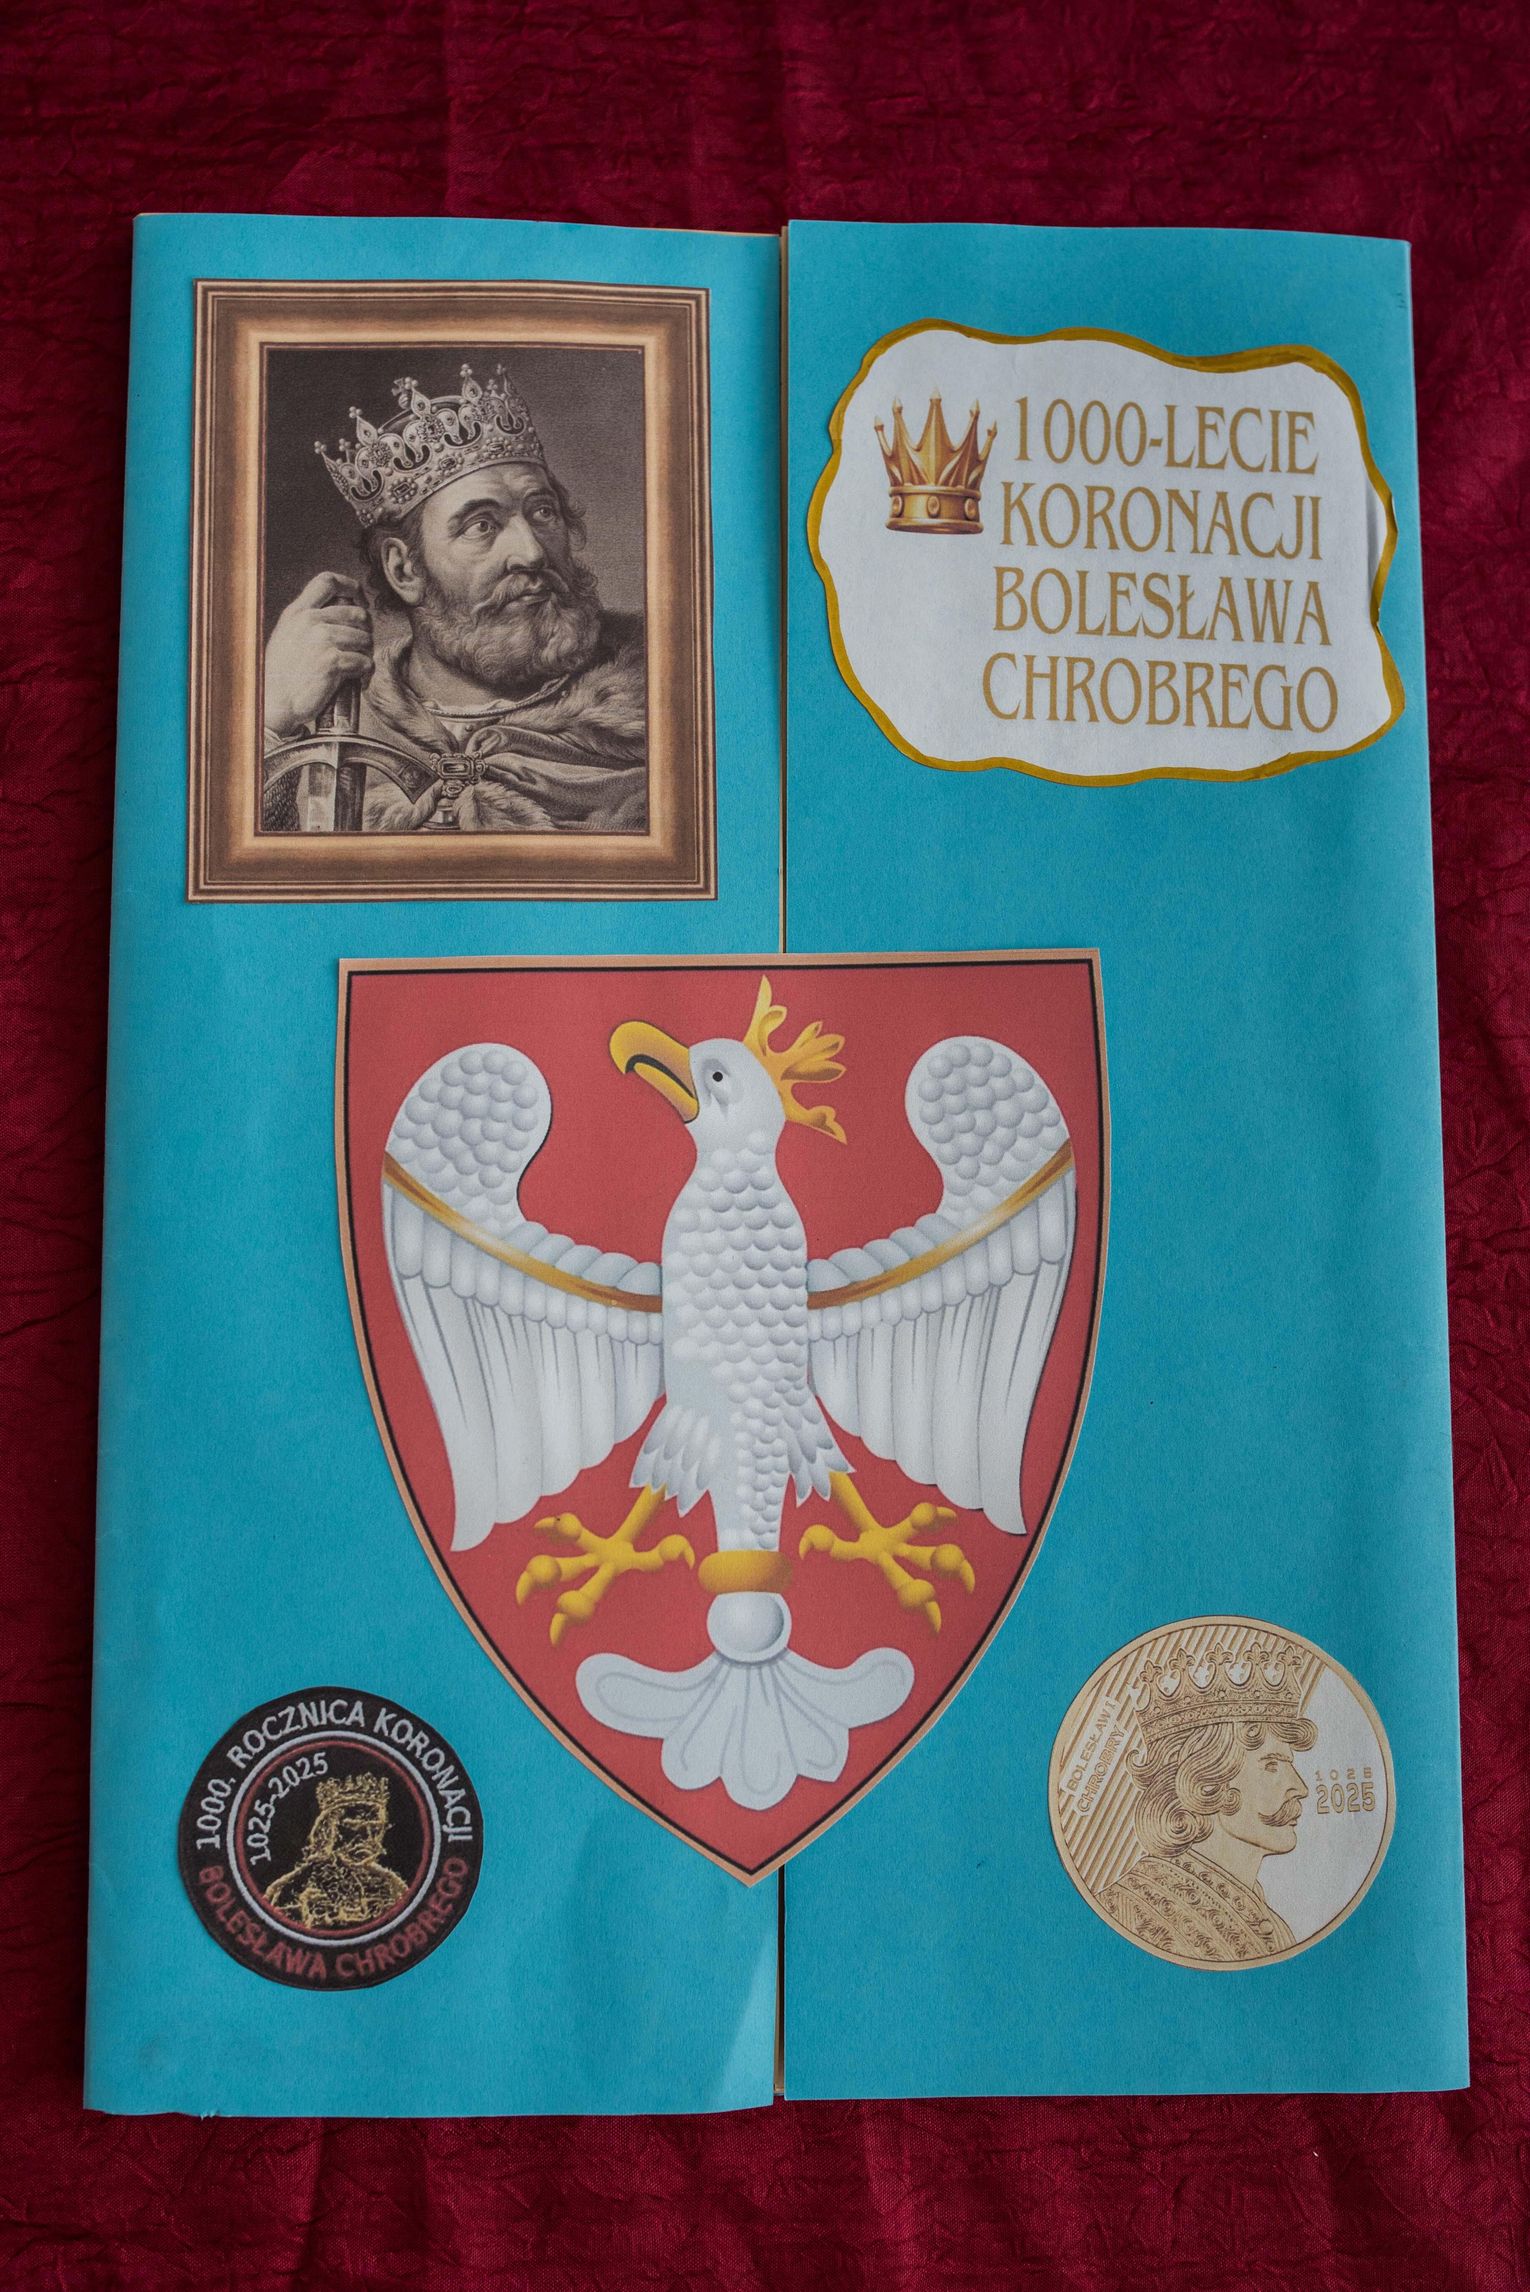 1000-LECIE
KORONACJI
BOLESŁAWA
CHROBREGO
1000. ROCZNICA KORONACJI
1025-2025
BOLESŁAWA CHROBREGO
BOLESŁAW I
CHROBRY
1025
2025